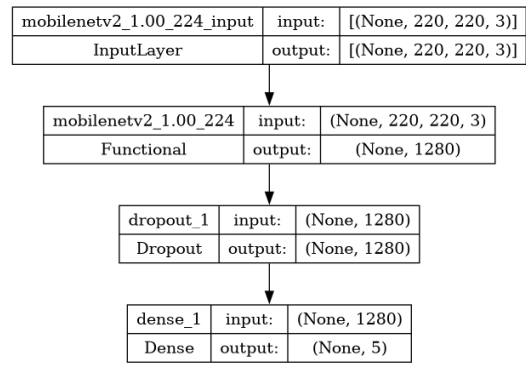 mobilenetv2_1.00_224_input input: [(None, 220, 220, 3)]
InputLayer output: [(None, 220, 220, 3)]
mobilenetv2_1.00_224 input: (None, 220, 220, 3)
Functional output: (None, 1280)
dropout_1 input: (None, 1280)
Dropout output: (None, 1280)
dense_1 input: (None, 1280)
Dense output: (None, 5)